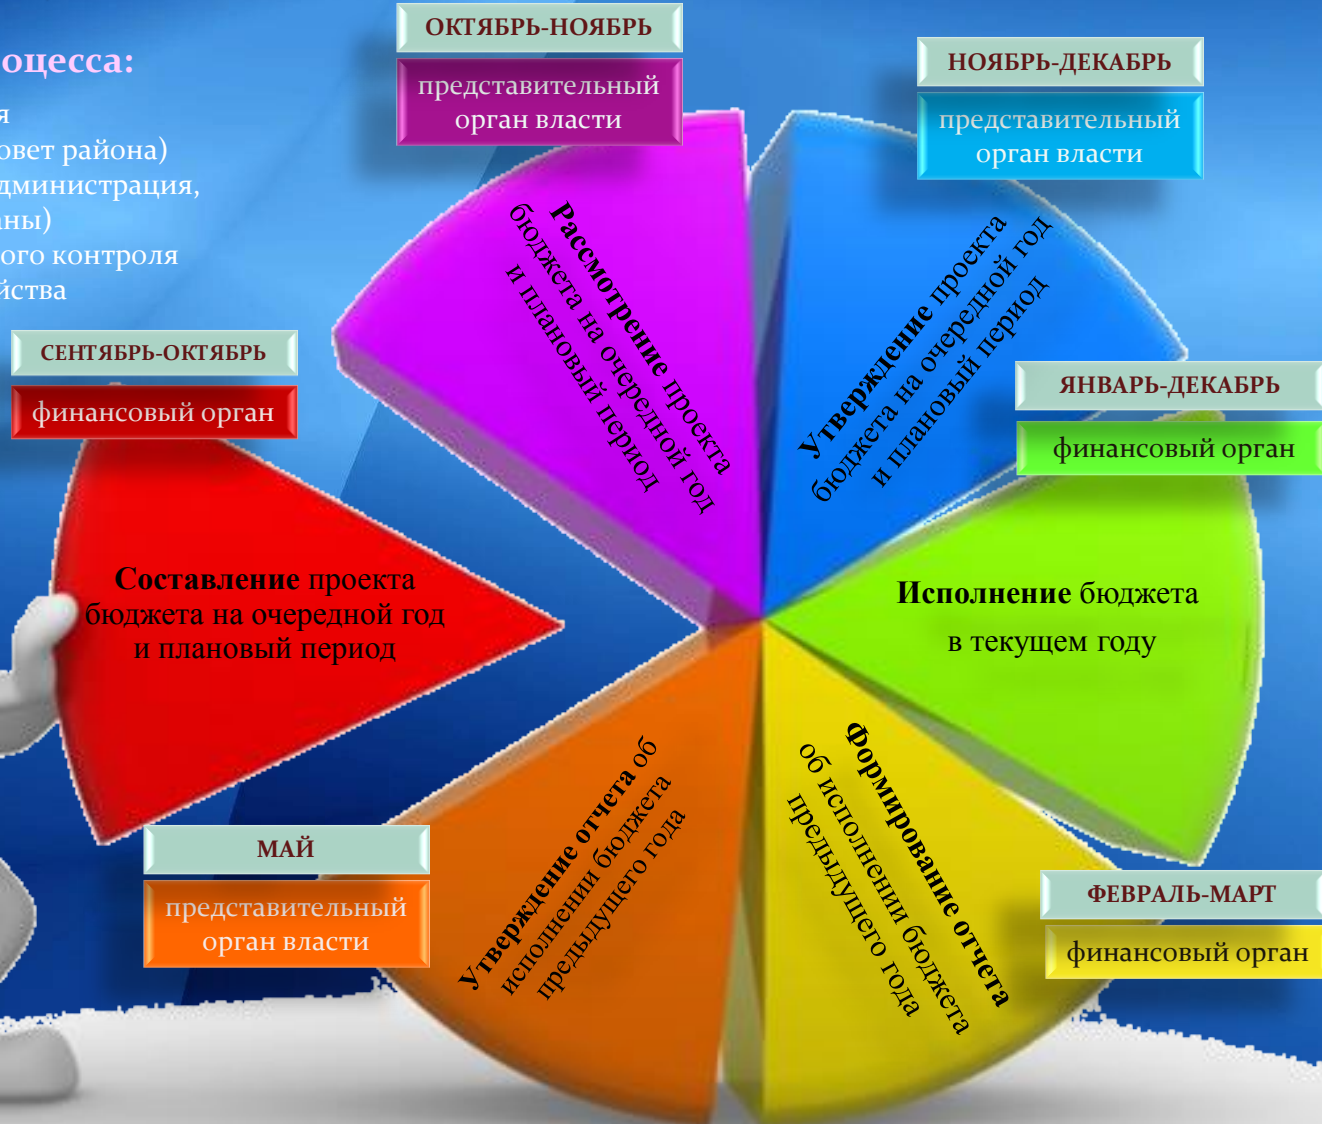 ОКТЯБРЬ-НОЯБРЬ
представительный
орган власти
НОЯБРЬ-ДЕКАБРЬ
представительный
орган власти
оцесса:
я
овет района)
дминистрация,
аны)
ого контроля
йства
СЕНТЯБРЬ-ОКТЯБРЬ
финансовый орган
Рассмотрение проекта
бюджета на очередной год
и плановый период
Утверждение проекта
бюджета на очередной год
и плановый период
ЯНВАРЬ-ДЕКАБРЬ
финансовый орган
Составление проекта
бюджета на очередной год
и плановый период
Исполнение бюджета
в текущем году
МАЙ
представительный
орган власти
Утверждение отчета об
исполнении бюджета
предыдущего года
Формирование отчета
об исполнении бюджета
предыдущего года
ФЕВРАЛЬ-МАРТ
финансовый орган